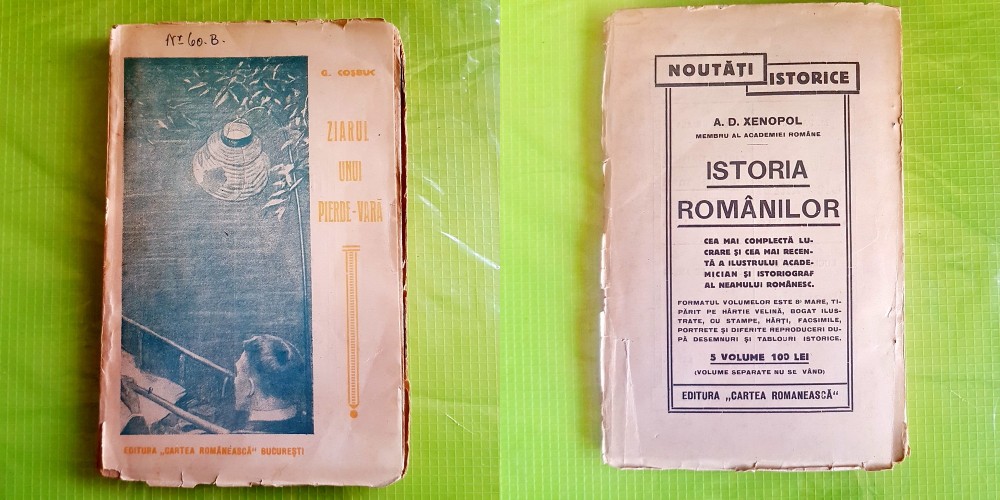 Nr 60.B.
G. COȘBUC
ZIARUL
UNUI
PIERDE-VARĂ
EDITURA „CARTEA ROMÂNEASCĂ" BUCUREȘTI
NOUTĂȚI
ISTORICE
A. D. XENOPOL
MEMBRU AL ACADEMIEI ROMÂNE
ISTORIA
ROMÂNILOR
CEA MAI COMPLECTĂ LU-
CRARE ȘI CEA MAI RECEN-
TĂ A ILUSTRULUI ACADE-
MICIAN ȘI ISTORIOGRAF
AL NEAMULUI ROMÂNESC.
FORMATUL VOLUMELOR ESTE 8º MARE, TI-
PĂRIT PE HÂRTIE VELINĂ, BOGAT ILUS-
TRATE, CU STAMPE, HĂRȚI, FACSIMILE,
PORTRETE ȘI DIFERITE REPRODUCERI DU-
PĂ DESEMNURI ȘI TABLOURI ISTORICE.
5 VOLUME 100 LEI
(VOLUME SEPARATE NU SE VÂND)
EDITURA „CARTEA ROMANEASCĂ"